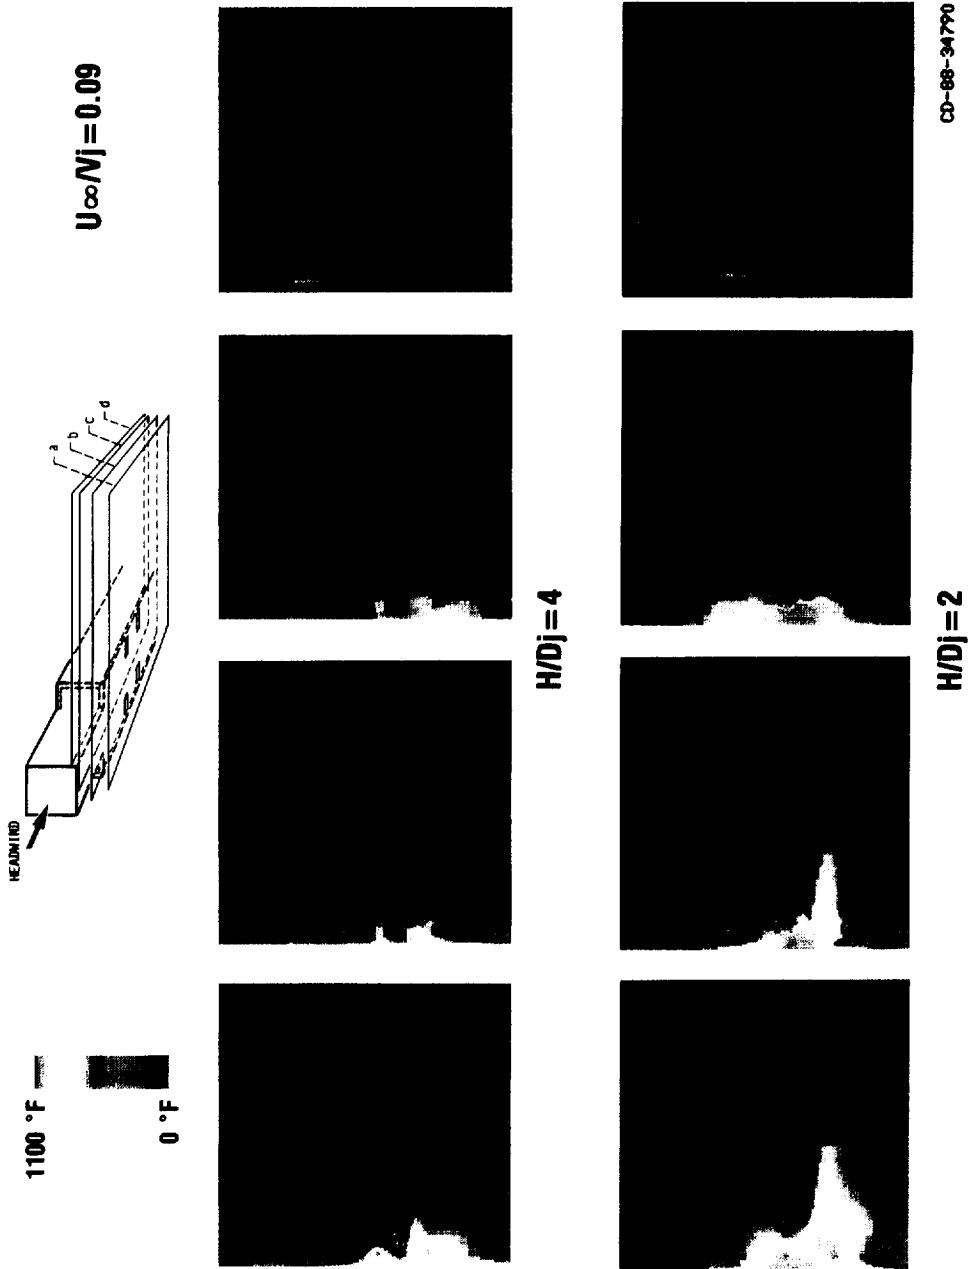 1100 °F
0 °F
HEADWIND
a
b
c
d
U∞/Vj = 0.09
H/Dj = 4
H/Dj = 2
CD-88-34790